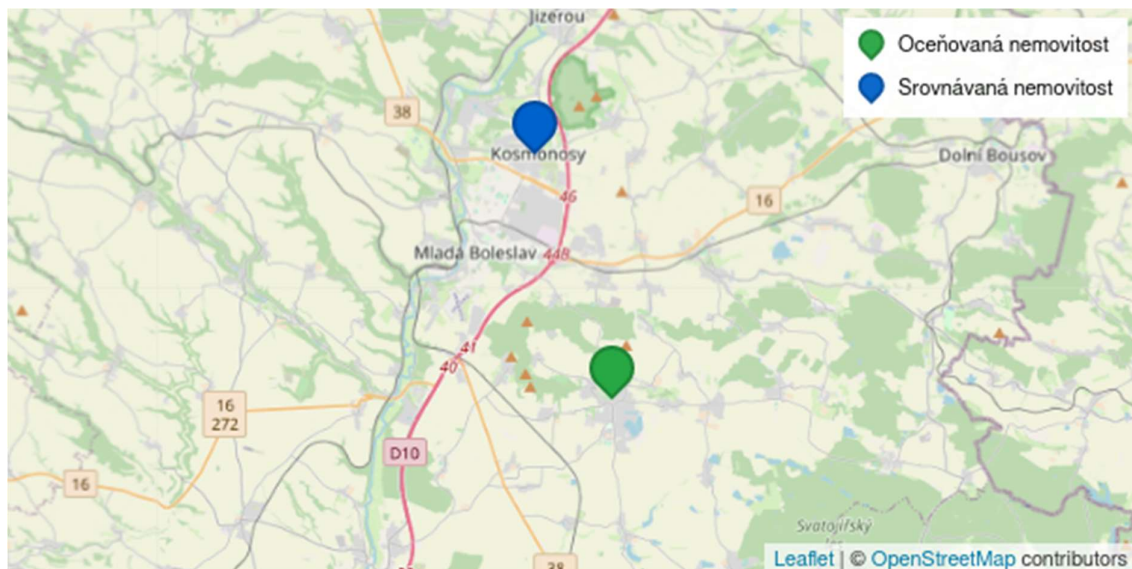 Jizerou
Oceňovaná nemovitost
Srovnávaná nemovitost
38
Kosmonosy
Dolní Bousov
46
16
Mladá Boleslav
448
41
40
16
272
D10
16
Svatojiřský
les
38
Leaflet | © OpenStreetMap contributors